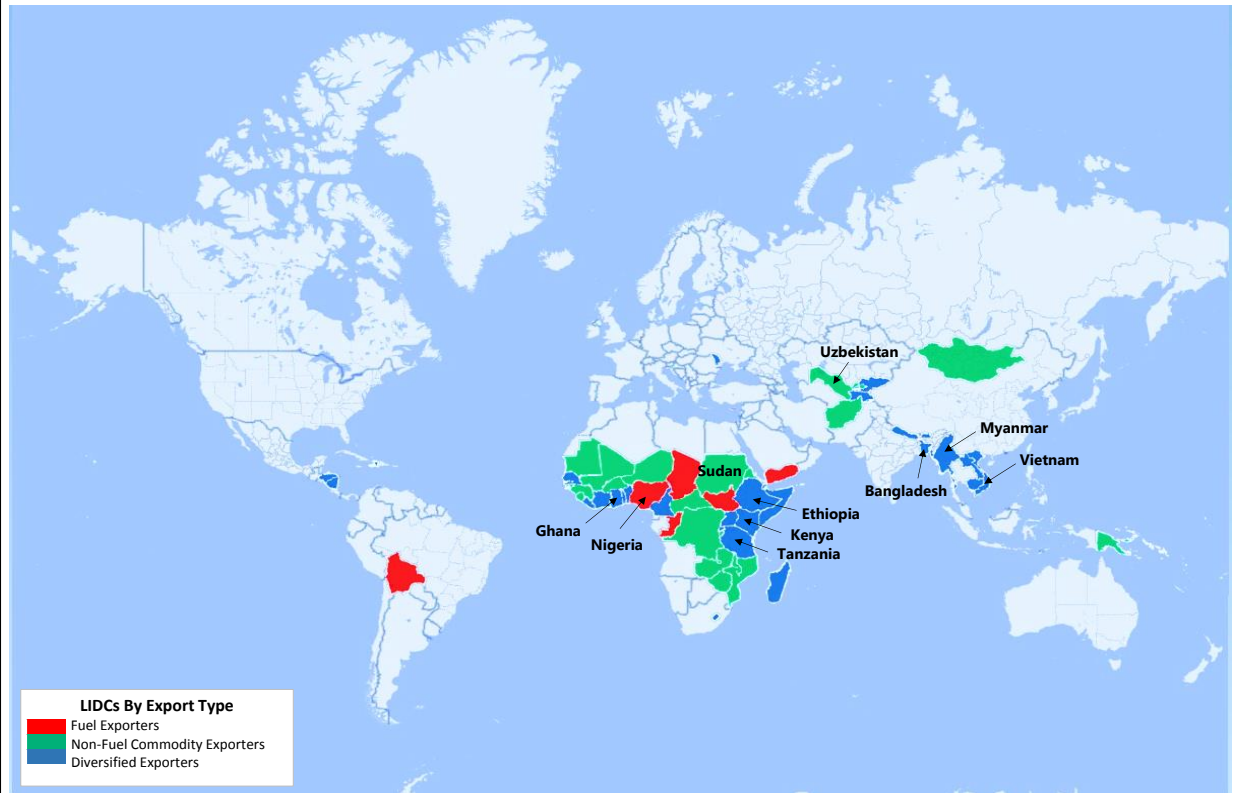 Uzbekistan
Myanmar
Vietnam
Sudan
Bangladesh
Ethiopia
Ghana
Kenya
Nigeria
Tanzania
LIDCs By Export Type
Fuel Exporters
Non-Fuel Commodity Exporters
Diversified Exporters